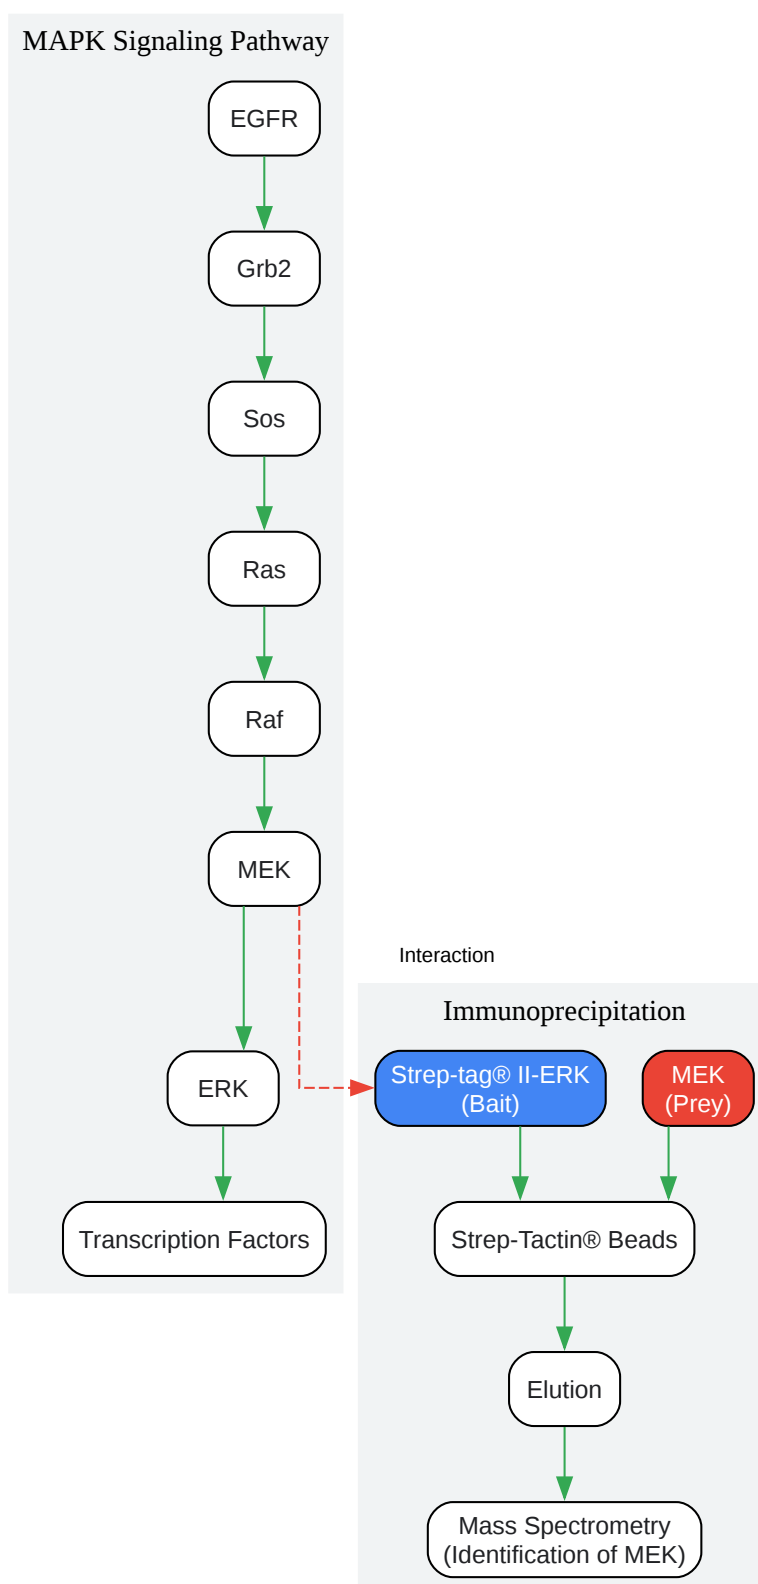 MAPK Signaling Pathway
EGFR
Grb2
Sos
Ras
Raf
MEK
Interaction
Immunoprecipitation
ERK
Strep-tag® II-ERK
(Bait)
MEK
(Prey)
Transcription Factors
Strep-Tactin® Beads
Elution
Mass Spectrometry
(Identification of MEK)